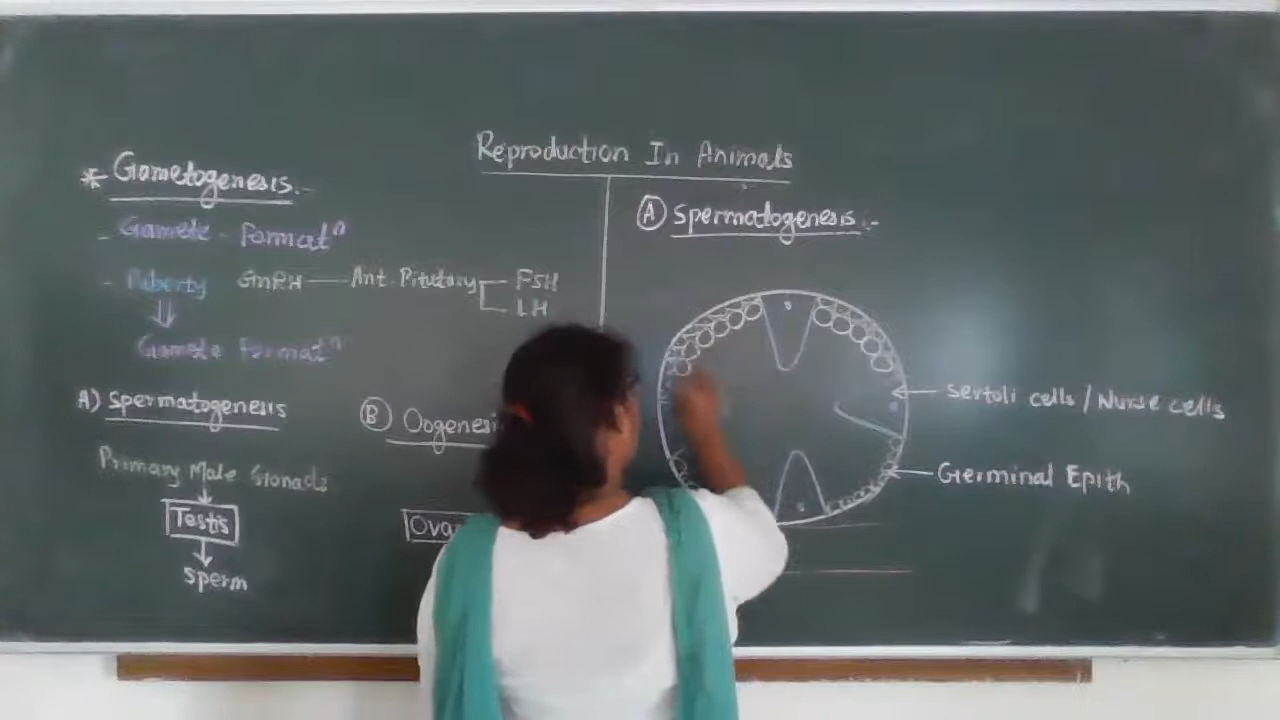 Reproduction In Animals
* Gametogenesis :-
- Gamete - Formatⁿ
- Puberty GnRH — Ant. Pitutary FSH
LH
⇓
Gamete Formatⁿ
A) Spermatogenesis
Primary Male Gonads
↓
Testis
↓
Sperm
B Oogenesi
Ova
A Spermatogenesis :-
Sertoli cells / Nurse cells
Germinal Epith